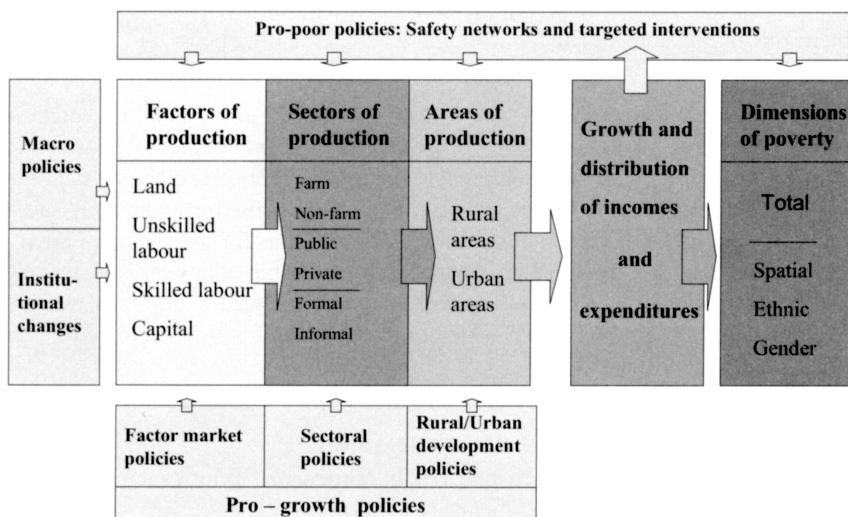 Pro-poor policies: Safety networks and targeted interventions
Macro
policies
Institu-
tional
changes
Factors of
production
Land
Unskilled
labour
Skilled labour
Capital
Sectors of
production
Farm
Non-farm
Public
Private
Formal
Informal
Areas of
production
Rural
areas
Urban
areas
Growth and
distribution
of incomes
and
expenditures
Dimensions
of poverty
Total
Spatial
Ethnic
Gender
Factor market
policies
Sectoral
policies
Rural/Urban
development
policies
Pro – growth policies